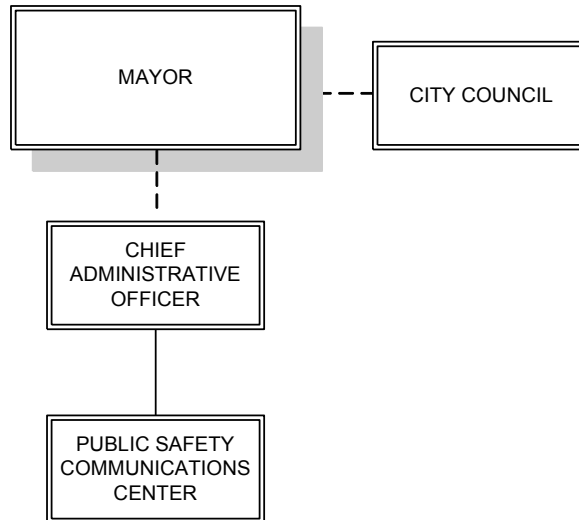 MAYOR
CITY COUNCIL
CHIEF
ADMINISTRATIVE
OFFICER
PUBLIC SAFETY
COMMUNICATIONS
CENTER